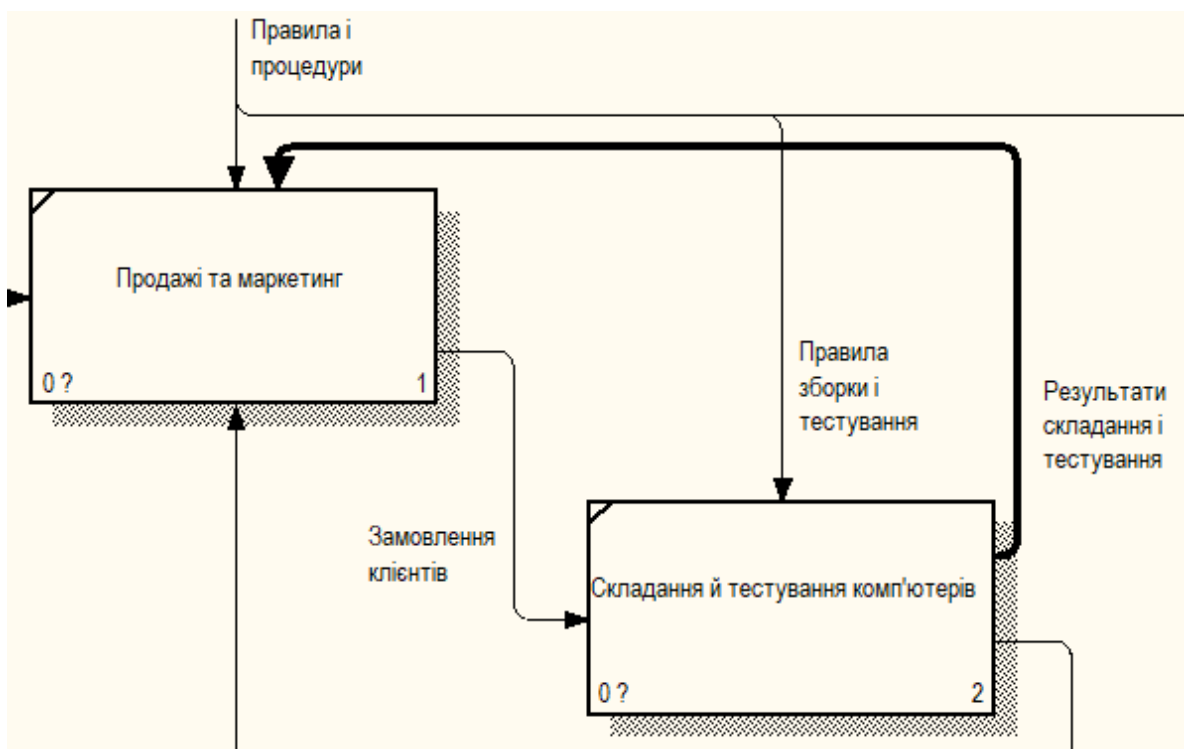 Правила і
процедури
Продажі та маркетинг
0 ?
1
Правила
зборки і
тестування
Результати
складання і
тестування
Замовлення
клієнтів
Складання й тестування комп'ютерів
0 ?
2